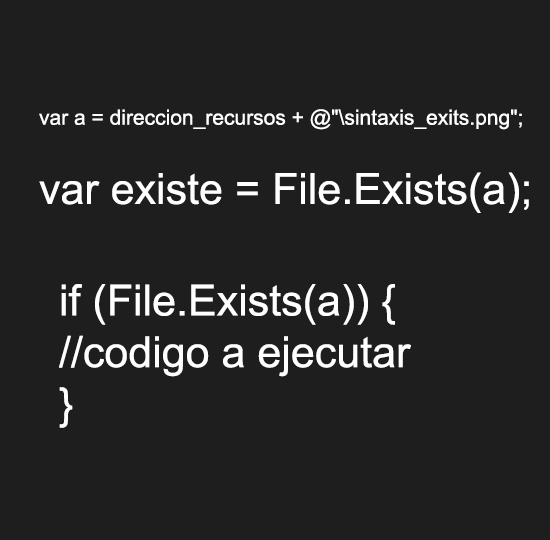 var a = direccion_recursos + @"\sintaxis_exits.png";
var existe = File.Exists(a);
if (File.Exists(a)) {
//codigo a ejecutar
}